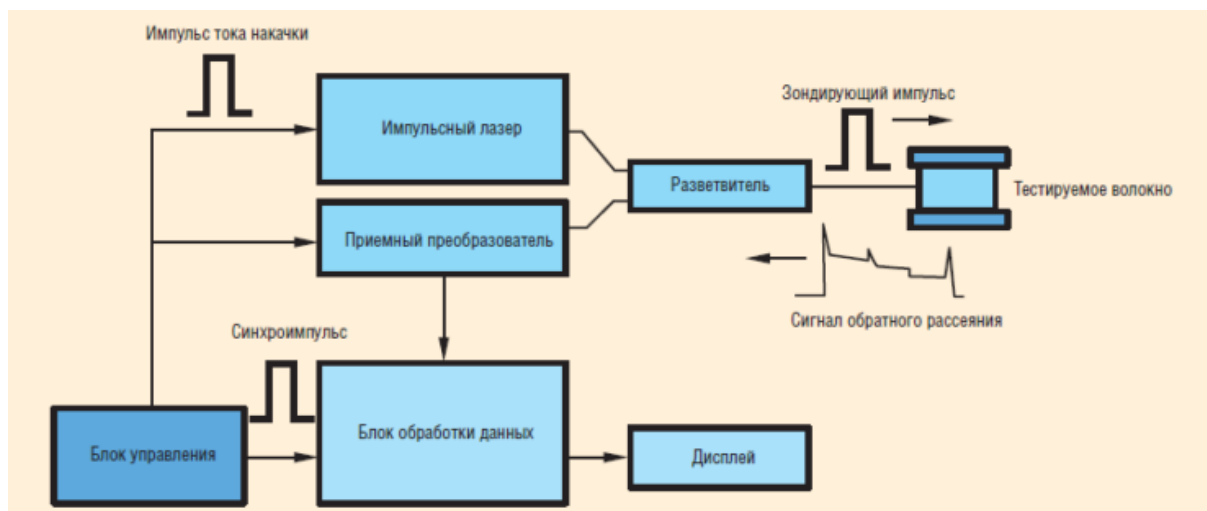 Импульс тока накачки
Импульсный лазер
Зондирующий импульс
Разветвитель
Тестируемое волокно
Приемный преобразователь
Сигнал обратного рассеяния
Синхроимпульс
Блок управления
Блок обработки данных
Дисплей